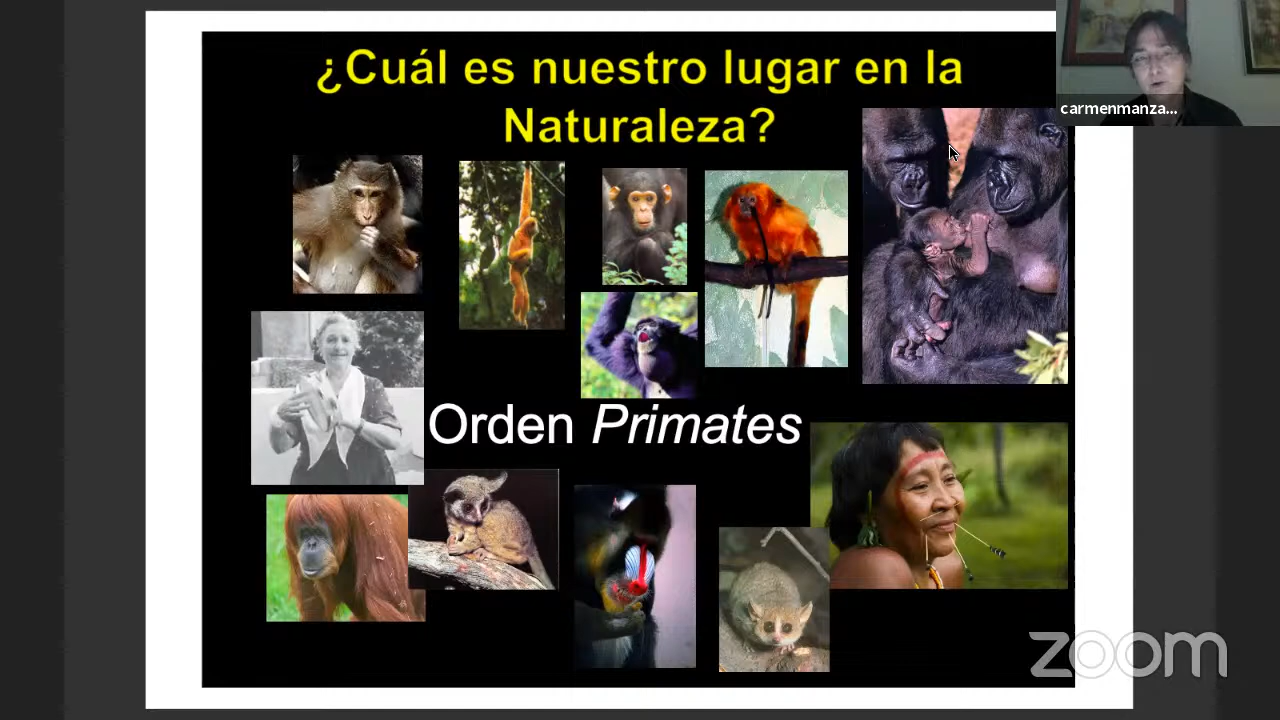 ¿Cuál es nuestro lugar en la
Naturaleza?
carmenmanza...
Orden Primates
zoom